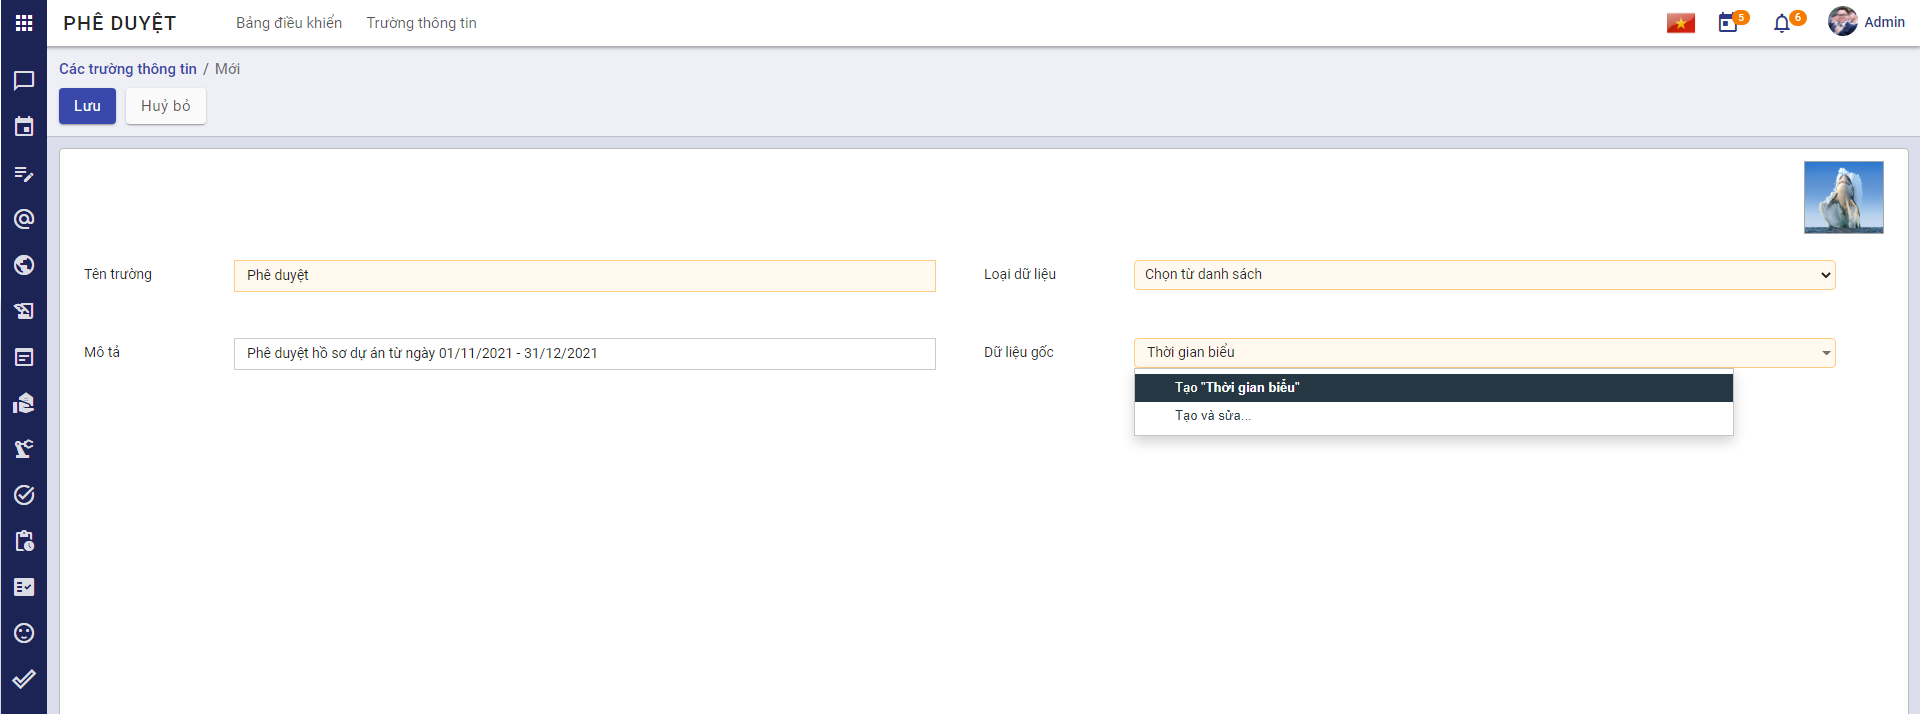 PHÊ DUYỆT
Bảng điều khiển
Trường thông tin
5
6
Admin
Các trường thông tin / Mới
Lưu
Huỷ bỏ
Tên trường
Phê duyệt
Loại dữ liệu
Chọn từ danh sách
Mô tả
Phê duyệt hồ sơ dự án từ ngày 01/11/2021 - 31/12/2021
Dữ liệu gốc
Thời gian biểu
Tạo "Thời gian biểu"
Tạo và sửa...